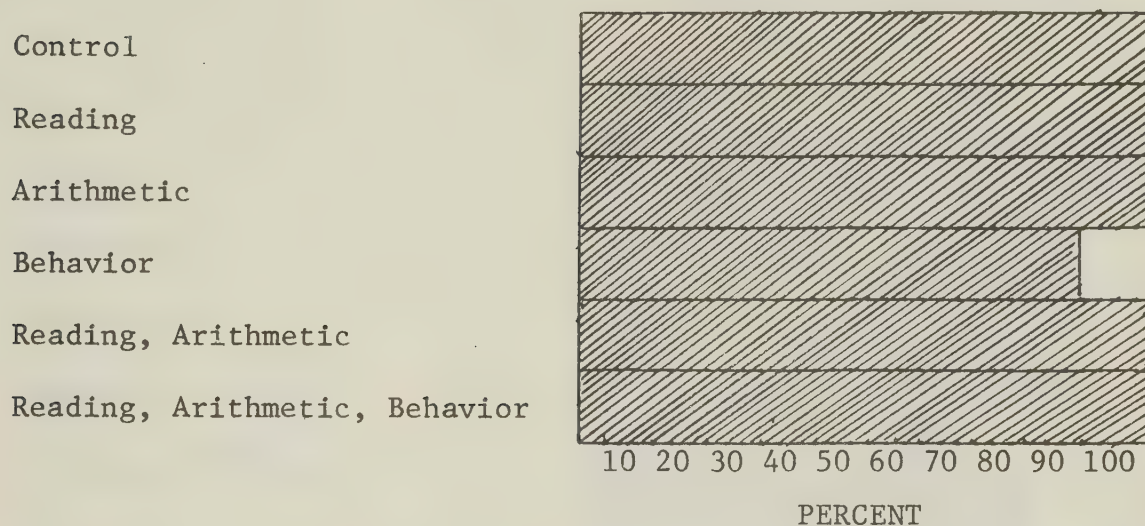 Control
Reading
Arithmetic
Behavior
Reading, Arithmetic
Reading, Arithmetic, Behavior
10 20 30 40 50 60 70 80 90 100
PERCENT